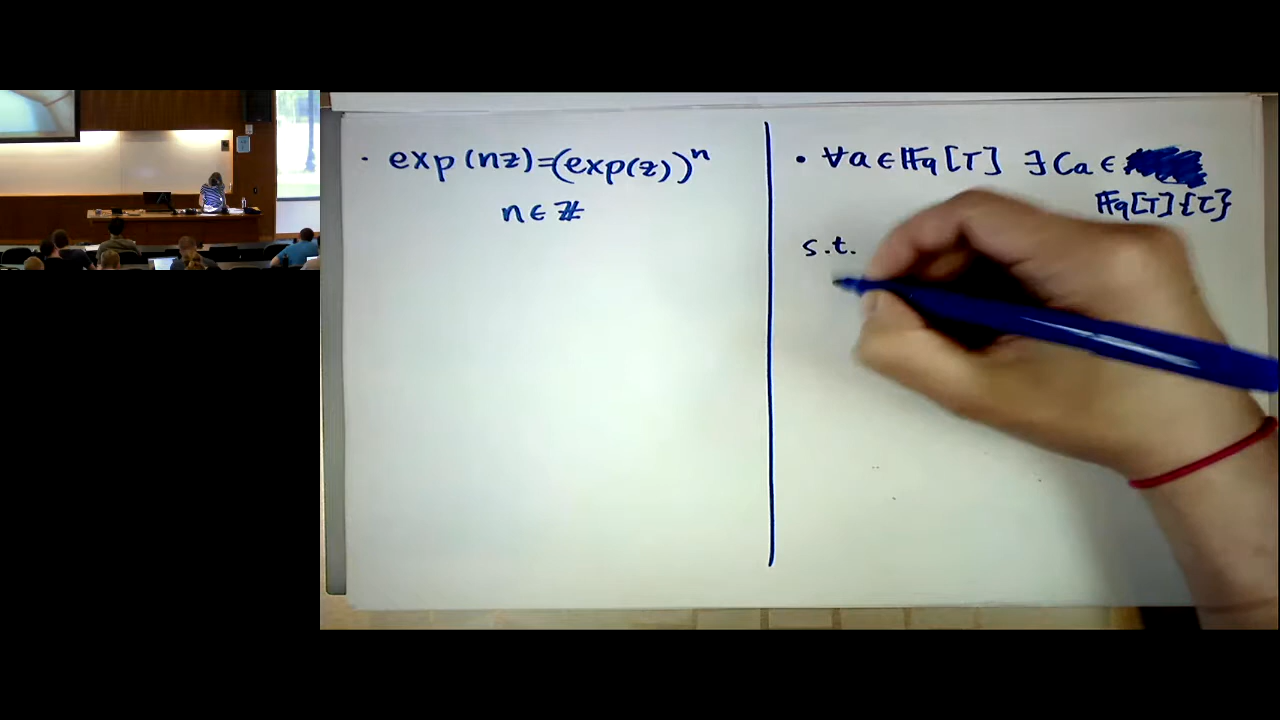 · exp(nz)=(exp(z))ⁿ
n ∈ ℤ
• ∀a ∈ 𝔽q[T] ∃ Ca ∈
𝔽q[T]{τ}
s.t.